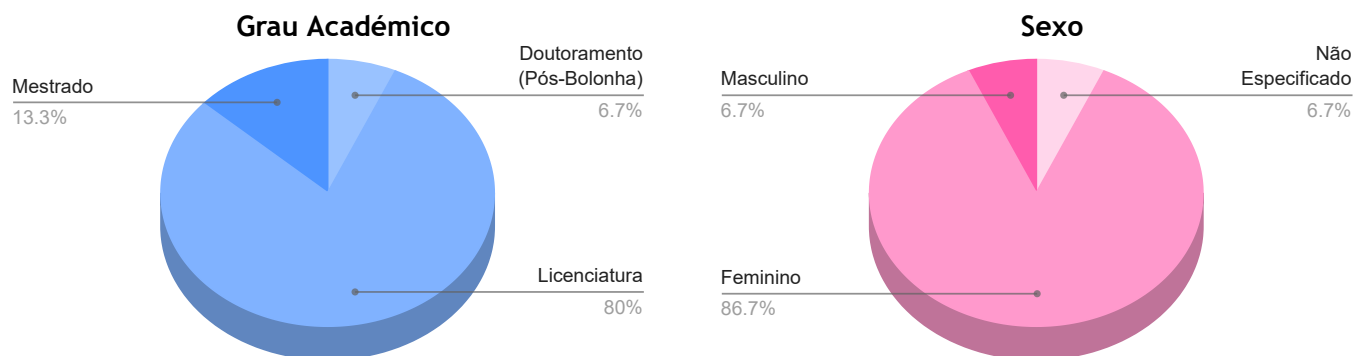 Grau Académico
Mestrado
13.3%
Doutoramento
(Pós-Bolonha)
6.7%
Licenciatura
80%
Sexo
Masculino
6.7%
Não
Especificado
6.7%
Feminino
86.7%